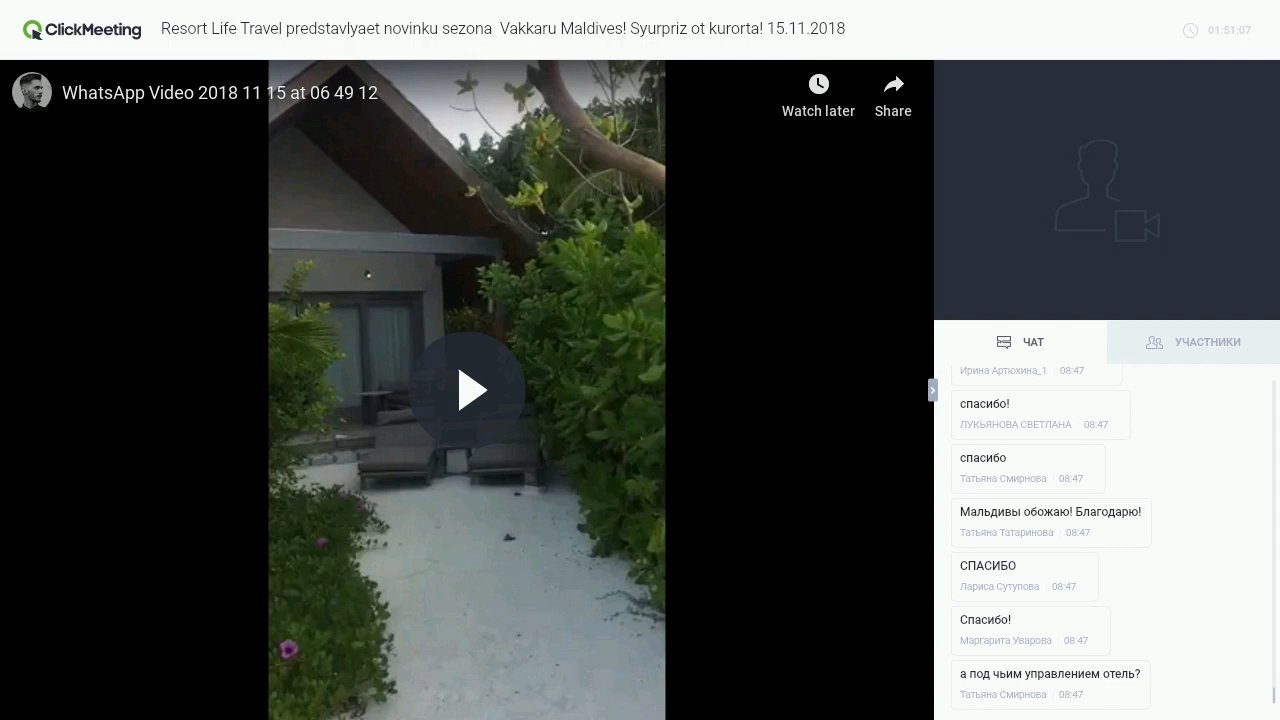 ClickMeeting
Resort Life Travel predstavlyaet novinku sezona  Vakkaru Maldives! Syurpriz ot kurorta! 15.11.2018
01:51:07
WhatsApp Video 2018 11 15 at 06 49 12
Watch later
Share
ЧАТ
УЧАСТНИКИ
Ирина Артюхина_1 · 08:47
спасибо!
ЛУКЬЯНОВА СВЕТЛАНА · 08:47
спасибо
Татьяна Смирнова · 08:47
Мальдивы обожаю! Благодарю!
Татьяна Татаринова · 08:47
СПАСИБО
Лариса Сутупова · 08:47
Спасибо!
Маргарита Уварова · 08:47
а под чьим управлением отель?
Татьяна Смирнова · 08:47